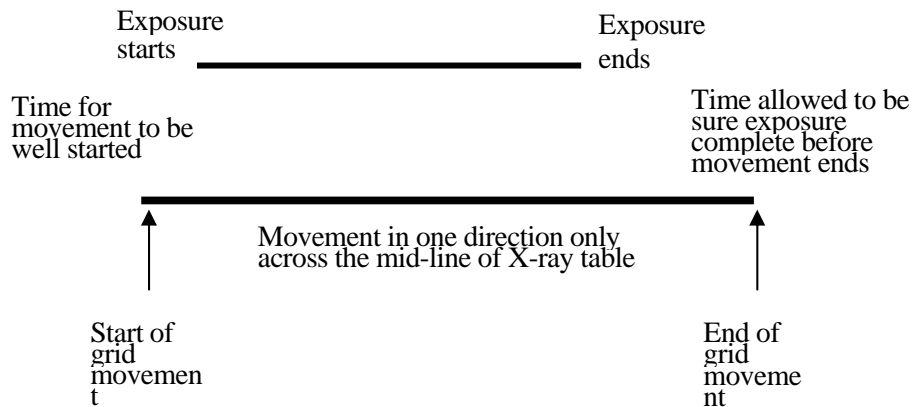 Exposure
starts
Exposure
ends
Time for
movement to be
well started
Time allowed to be
sure exposure
complete before
movement ends
Movement in one direction only
across the mid-line of X-ray table
Start of
grid
movemen
t
End of
grid
moveme
nt